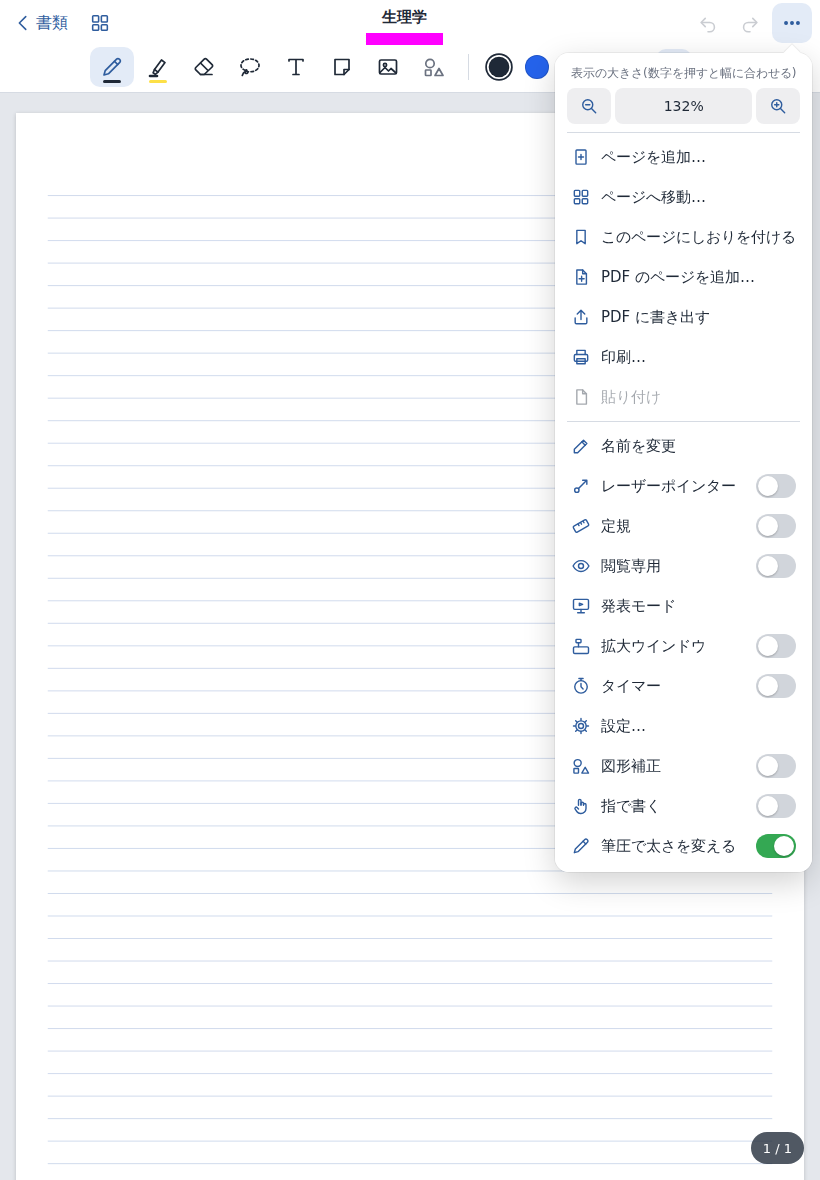 書類
生理学
表示の大きさ(数字を押すと幅に合わせる)
132%
ページを追加…
ページへ移動…
このページにしおりを付ける
PDF のページを追加…
PDF に書き出す
印刷…
貼り付け
名前を変更
レーザーポインター
定規
閲覧専用
発表モード
拡大ウインドウ
タイマー
設定…
図形補正
指で書く
筆圧で太さを変える
1 / 1